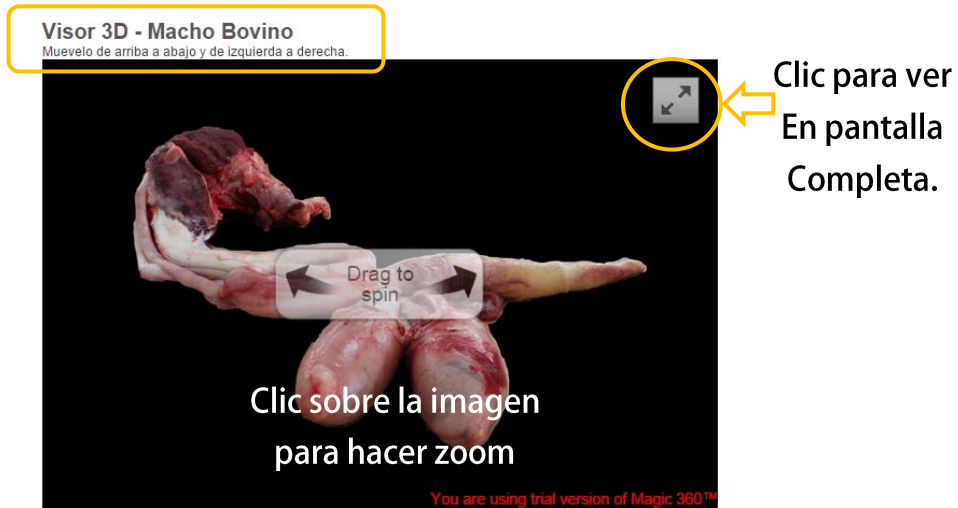 Visor 3D - Macho Bovino
Muevelo de arriba a abajo y de izquierda a derecha.
Clic para ver
En pantalla
Completa.
Drag to
spin
Clic sobre la imagen
para hacer zoom
You are using trial version of Magic 360™